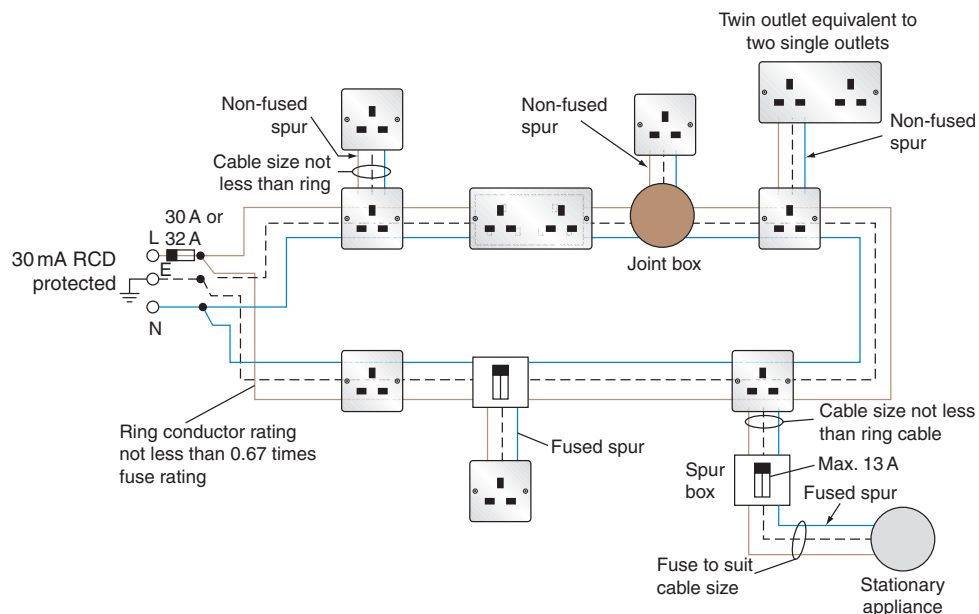 Twin outlet equivalent to
two single outlets
Non-fused
spur
Non-fused
spur
Non-fused
spur
Cable size not
less than ring
30 A or
32 A
L
30 mA RCD
protected
E
N
Joint box
Ring conductor rating
not less than 0.67 times
fuse rating
Fused spur
Cable size not less
than ring cable
Spur
box
Max. 13 A
Fused spur
Fuse to suit
cable size
Stationary
appliance